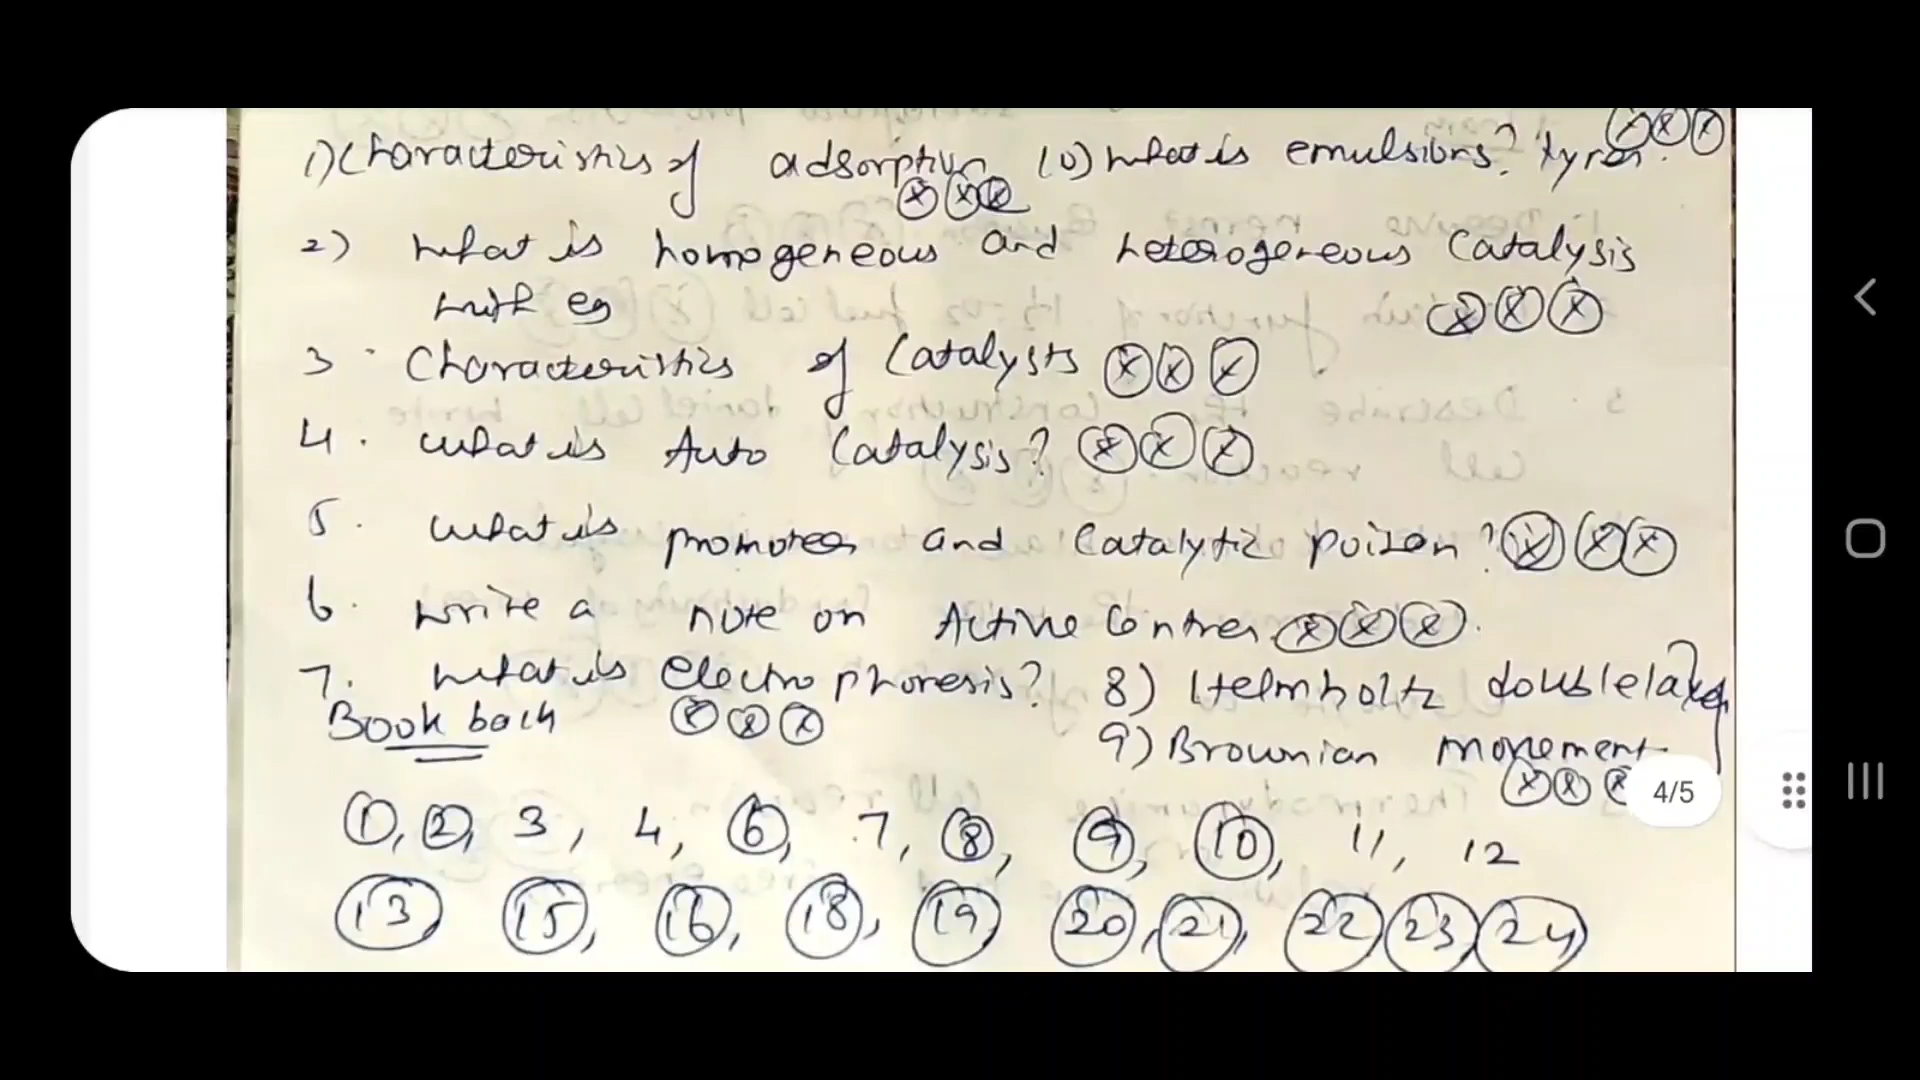 1) Characteristics of adsorption 10) What is emulsions? types.
2) What is homogeneous and heterogeneous Catalysis
with eg
3. Characteristics of Catalysts
4. What is Auto Catalysis?
5. What is promotes and Catalytic poison?
6. Write a note on Active Centres
7. What is electrophoresis? 8) Helmholtz double layer
9) Brownian movement
Book back
1, 2, 3, 4, 6, 7, 8, 9, 10, 11, 12
13 15, 16, 18, 19 20, 21, 22 23 24
4/5